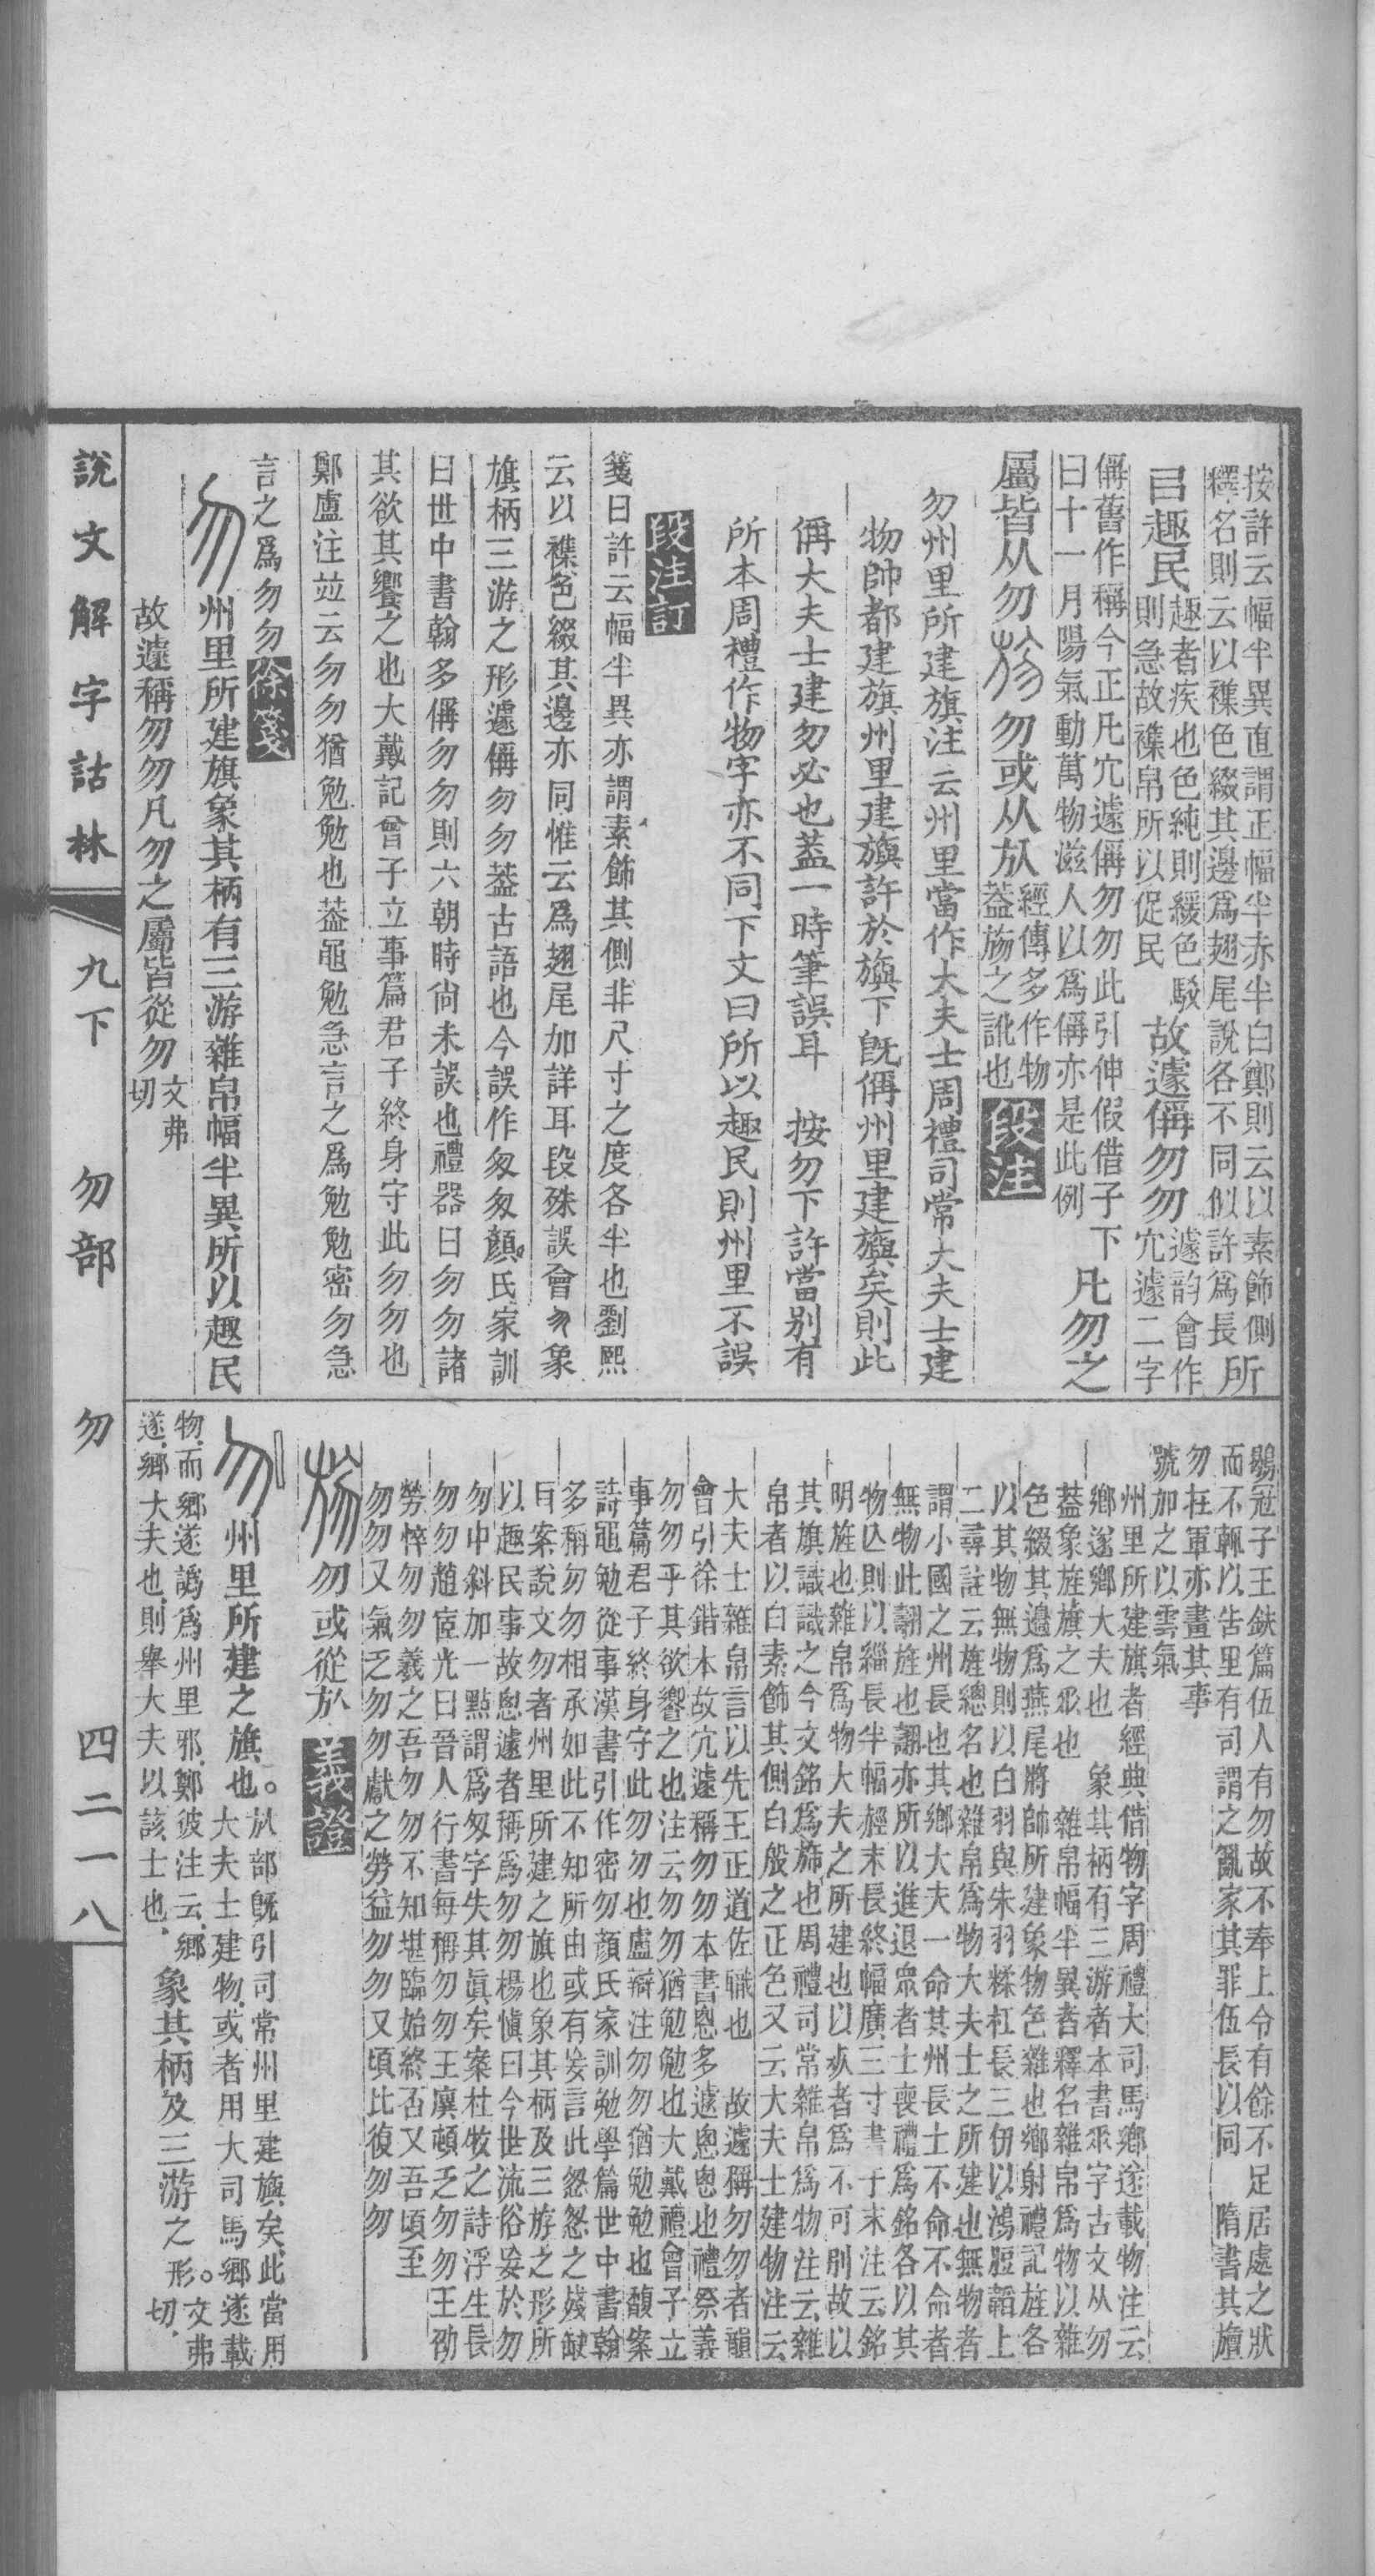 按許云幅半異直謂正幅半赤半白鄭則云以素飾側
釋名則云以襍色綴其邊爲翅尾說各不同似許爲長
所
㠯趣民
趣者疾也色純則緩色駁
則急故襍帛所以促民
故遽偁勿勿
遽韵會作
宂遽二字
偁舊作稱今正凡宂遽偁勿勿此引伸假借子下
曰十一月陽氣動萬物滋人以爲偁亦是此例
凡勿之
屬皆从勿
勿或从㫃
經傳多作物
葢㫍之訛也
段注
勿州里所建旗注云州里當作大夫士周禮司常大夫士建
物帥都建旗州里建旟許於旟下旣偁州里建旟矣則此
偁大夫士建勿必也葢一時筆誤耳　按勿下許當别有
所本周禮作物字亦不同下文曰所以趣民則州里不誤
段注訂
箋曰許云幅半異亦謂素飾其側非尺寸之度各半也劉熙
云以襍色綴其邊亦同惟云爲翅尾加詳耳段殊誤會勿象
旗柄三游之形遽偁勿勿葢古語也今誤作匆匆顏氏家訓
曰世中書翰多偁勿勿則六朝時尙未誤也禮器曰勿勿諸
其欲其饗之也大戴記曾子立事篇君子終身守此勿勿也
鄭盧注竝云勿勿猶勉勉也葢黽勉急言之爲勉勉密勿急
言之爲勿勿
徐箋
勿
州里所建旗象其柄有三游雜帛幅半異所以趣民
故遽稱勿勿凡勿之屬皆從勿
文弗
切
鶡冠子王鈇篇伍人有勿故不奉上令有餘不足居處之狀
而不輒以告里有司謂之亂家其罪伍長以同　隋書其旜
勿在軍亦畫其事
號加之以雲氣
州里所建旗者經典借物字周禮大司馬鄉遂載物注云
鄉遂鄉大夫也　象其柄有三游者本書㐺字古文从勿
葢象旌旗之㐺也　雜帛幅半異者釋名雜帛爲物以雜
色綴其邊爲燕尾將帥所建象物色雜也鄉射禮記旌各
以其物無物則以白羽與朱羽糅杠長三仞以鴻脰韜上
二尋註云旌總名也雜帛爲物大夫士之所建也無物者
謂小國之州長也其鄉大夫一命其州長士不命不命者
無物此翿旌也翿亦所以進退眾者士喪禮爲銘各以其
物亾則以緇長半幅䞓末長終幅廣三寸書于末注云銘
明旌也雜帛爲物大夫之所建也以死者爲不可別故以
其旗識識之今文銘爲㫋也周禮司常雜帛爲物注云雜
帛者以白素飾其側白殷之正色又云大夫士建物注云
大夫士雜帛言以先王正道佐職也　故遽稱勿勿者韻
會引徐鍇本故宂遽稱勿勿本書恩多遽恖恖也禮祭義
勿勿乎其欲饗之也注云勿勿猶勉勉也大戴禮曾子立
事篇君子終身守此勿勿也盧辯注勿勿猶勉勉也馥案
詩黽勉從事漢書引作密勿顏氏家訓勉學篇世中書翰
多稱勿勿相承如此不知所由或有妄言此忽忽之殘缺
耳案說文勿者州里所建之旗也象其柄及三斿之形所
以趣民事故恖遽者稱爲勿勿楊愼曰今世流俗妄於勿
勿中斜加一點謂爲匆字失其眞矣案杜牧之詩浮生長
勿勿趙宧光曰晉人行書每稱勿勿王廙頓乏勿勿王劭
勞悴勿勿羲之吾勿勿不知堪臨始終否又吾頃至
勿勿又氣乏勿勿獻之勞益勿勿又頃比復勿勿
勿或從㫃
義證
勿
州里所建之旗也。
㫃部旣引司常州里建旟矣此當用
大夫士建物或者用大司馬鄉遂載
物而鄉遂譌爲州里邪鄭彼注云鄉
遂鄉大夫也則舉大夫以該士也
象其柄及三游之形。
文弗
切
說文解字詁林
九下　勿部　勿
四二一八